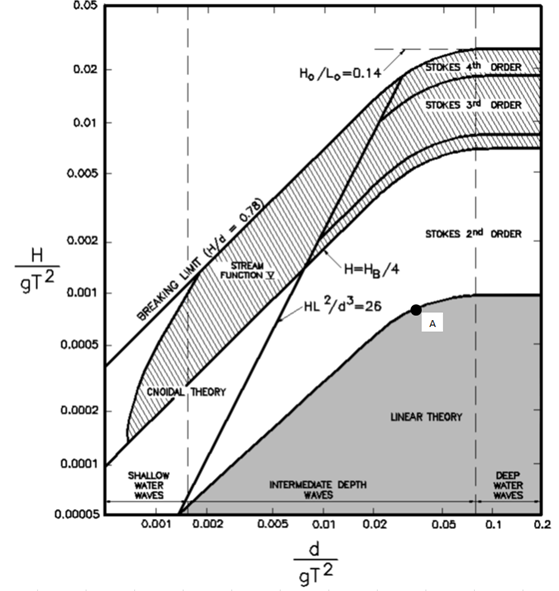 0.05
0.02
0.01
0.005
0.002
0.001
0.0005
0.0002
0.0001
0.00005
H
gT²
H₀/L₀=0.14
STOKES 4th ORDER
STOKES 3rd ORDER
BREAKING LIMIT (H/d = 0.78)
STREAM
FUNCTION V
STOKES 2nd ORDER
H=H_B/4
HL²/d³=26
A
CNOIDAL THEORY
LINEAR THEORY
SHALLOW
WATER
WAVES
INTERMEDIATE DEPTH
WAVES
DEEP
WATER
WAVES
0.001
0.002
0.005
0.01
0.02
0.05
0.1
0.2
d
gT²